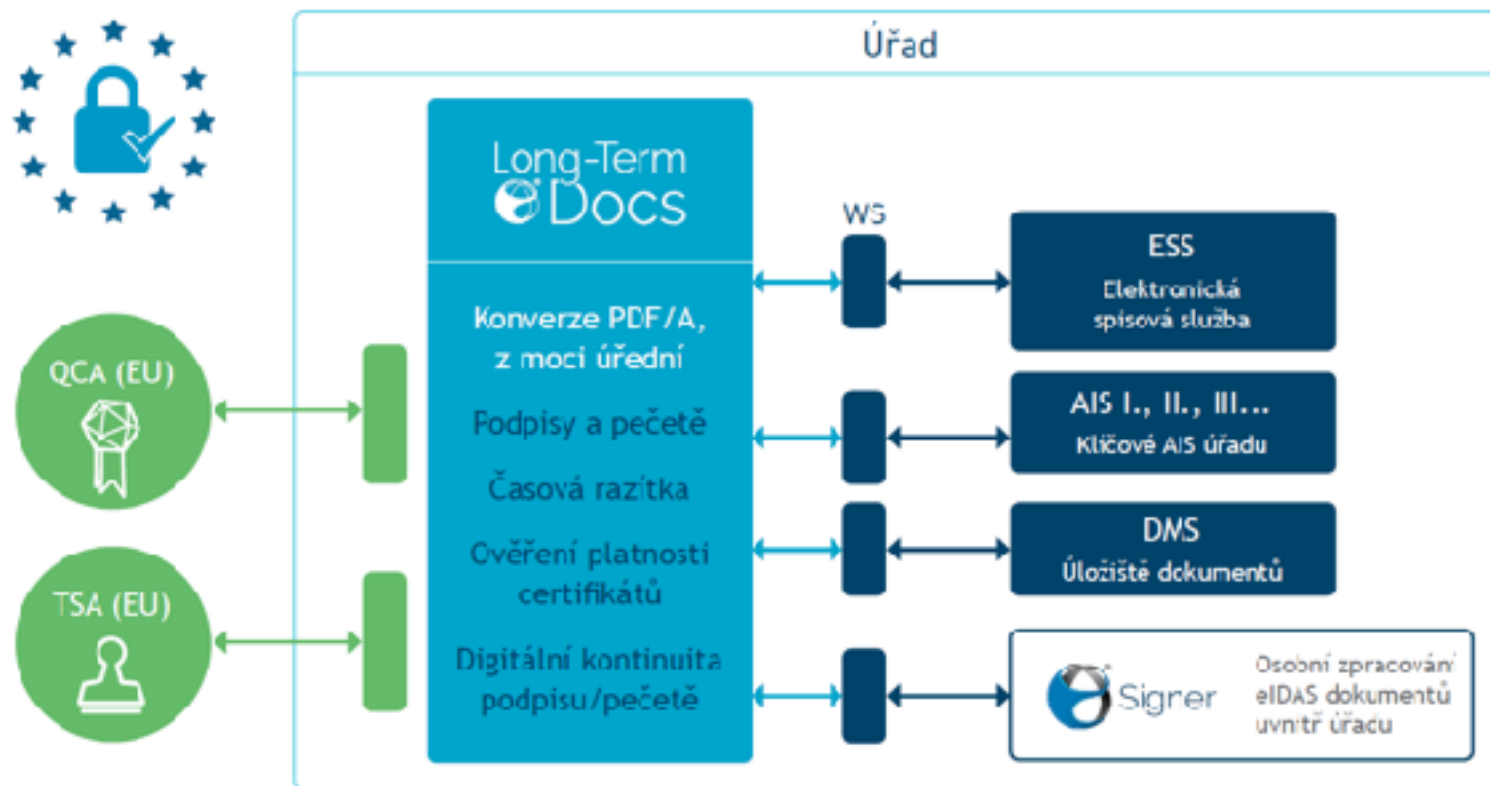 Úřad
Long-Term
Docs
Konverze PDF/A,
z moci úřední
Podpisy a pečetě
Časová razítka
Ověření platnosti
certifikátů
Digitální kontinuita
podpisu/pečetě
QCA (EU)
TSA (EU)
WS
ESS
Elektronická
spisová služba
AIS I., II., III...
Klíčové AIS úřadu
DMS
Úložiště dokumentů
Signer
Osobní zpracování
eIDAS dokumentů
uvnitř úřadu